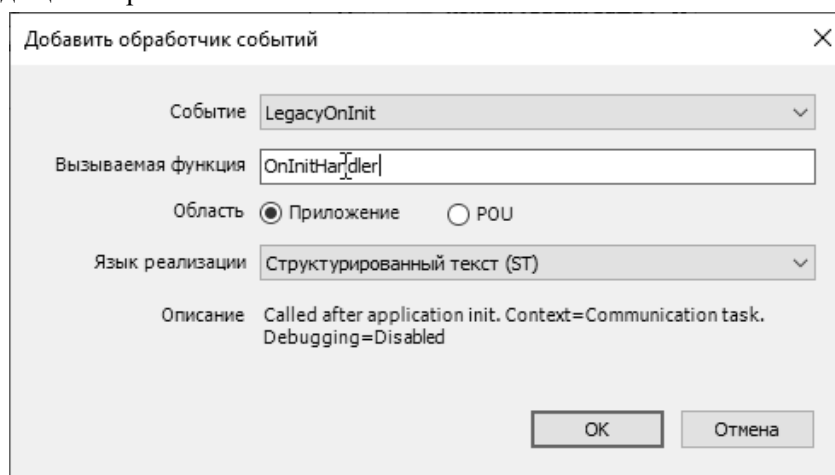 Добавить обработчик событий
Событие LegacyOnInit
Вызываемая функция OnInitHandler
Область Приложение POU
Язык реализации Структурированный текст (ST)
Описание Called after application init. Context=Communication task.
Debugging=Disabled
OK Отмена